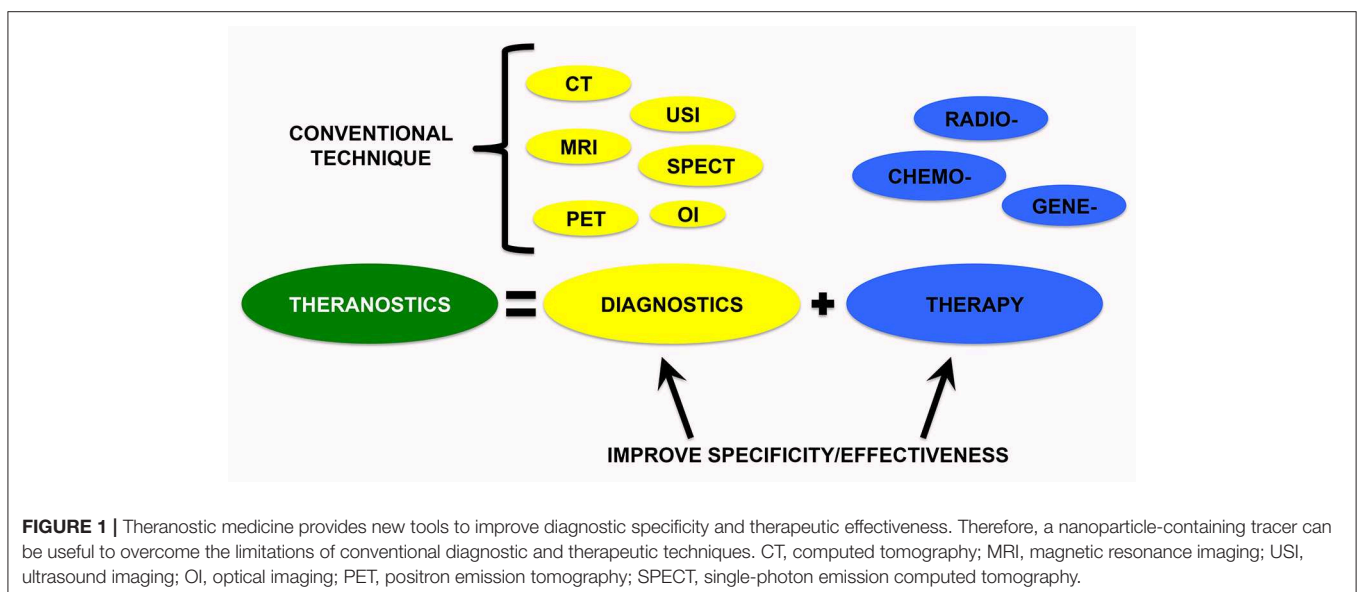 CT
USI
RADIO-
CONVENTIONAL
TECHNIQUE
MRI
SPECT
CHEMO-
GENE-
PET
OI
THERANOSTICS = DIAGNOSTICS + THERAPY
IMPROVE SPECIFICITY/EFFECTIVENESS
FIGURE 1 | Theranostic medicine provides new tools to improve diagnostic specificity and therapeutic effectiveness. Therefore, a nanoparticle-containing tracer can
be useful to overcome the limitations of conventional diagnostic and therapeutic techniques. CT, computed tomography; MRI, magnetic resonance imaging; USI,
ultrasound imaging; OI, optical imaging; PET, positron emission tomography; SPECT, single-photon emission computed tomography.